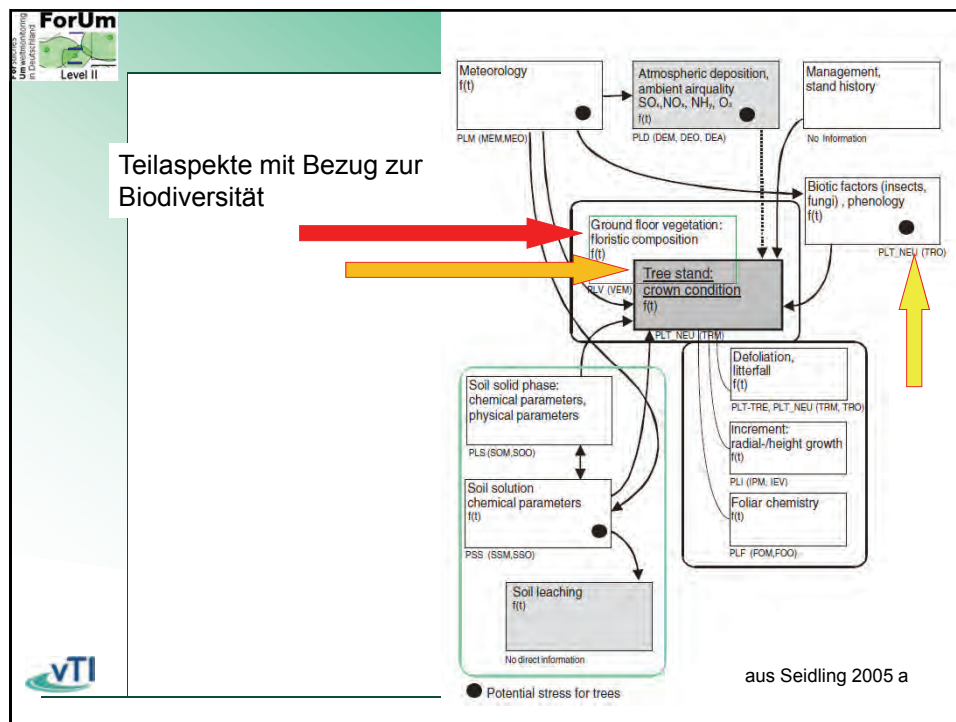 ForUm
Level II
Forstliches
Umweltmonitoring
in Deutschland
Teilaspekte mit Bezug zur
Biodiversität
Meteorology
f(t)
PLM (MEM,MEO)
Atmospheric deposition,
ambient airquality
SOₓ,NOₓ, NHᵧ, O₃
f(t)
PLD (DEM, DEO, DEA)
Management,
stand history
No Information
Biotic factors (insects,
fungi) , phenology
f(t)
PLT_NEU (TRO)
Ground floor vegetation:
floristic composition
f(t)
PLV (VEM)
Tree stand:
crown condition
f(t)
PLT_NEU (TRM)
Defoliation,
litterfall
f(t)
PLT-TRE, PLT_NEU (TRM, TRO)
Increment:
radial-/height growth
f(t)
PLI (IPM, IEV)
Foliar chemistry
f(t)
PLF (FOM,FOO)
Soil solid phase:
chemical parameters,
physical parameters
PLS (SOM,SOO)
Soil solution
chemical parameters
f(t)
PSS (SSM,SSO)
Soil leaching
f(t)
No direct information
Potential stress for trees
vTI
aus Seidling 2005 a